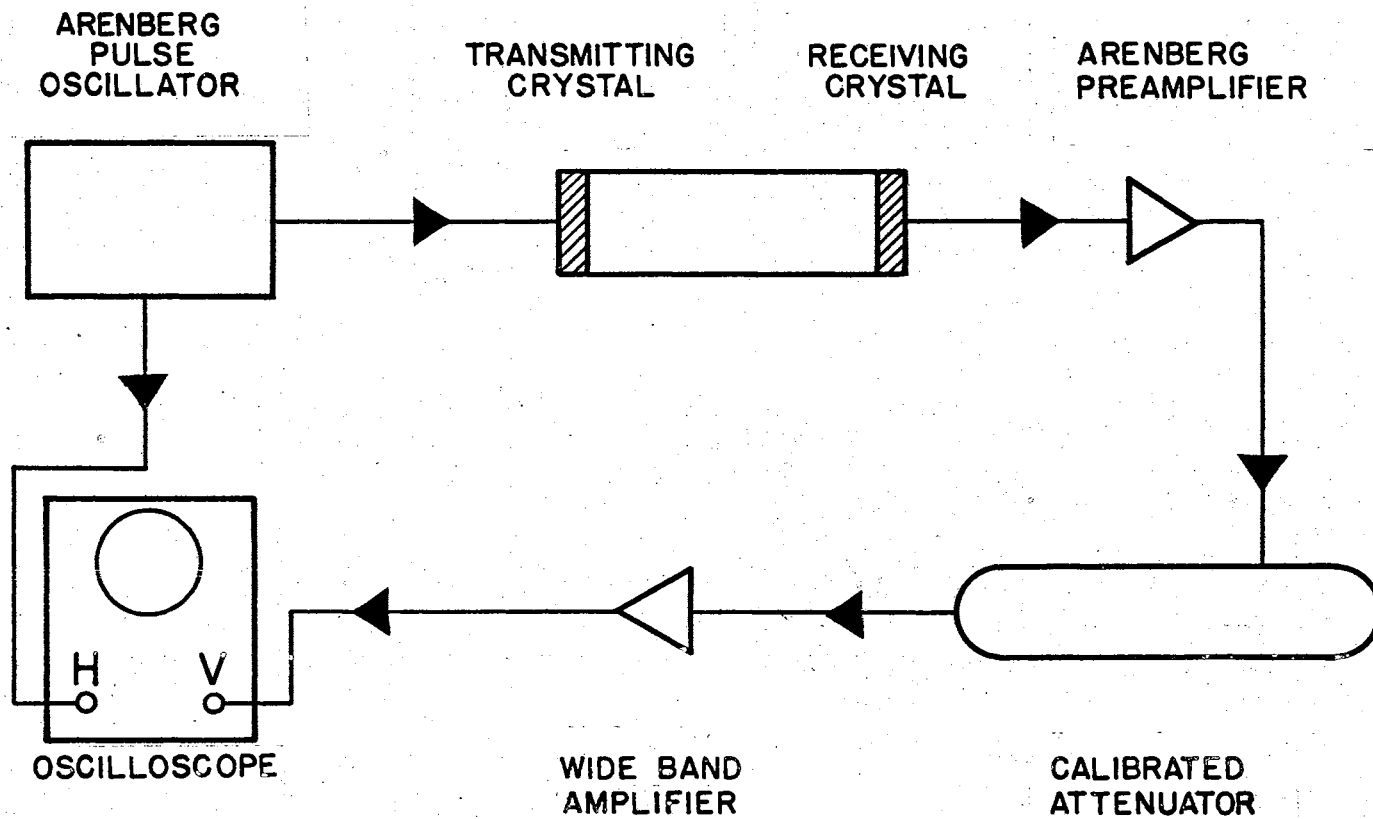 ARENBERG
PULSE
OSCILLATOR
TRANSMITTING
CRYSTAL
RECEIVING
CRYSTAL
ARENBERG
PREAMPLIFIER
H
V
OSCILLOSCOPE
WIDE BAND
AMPLIFIER
CALIBRATED
ATTENUATOR